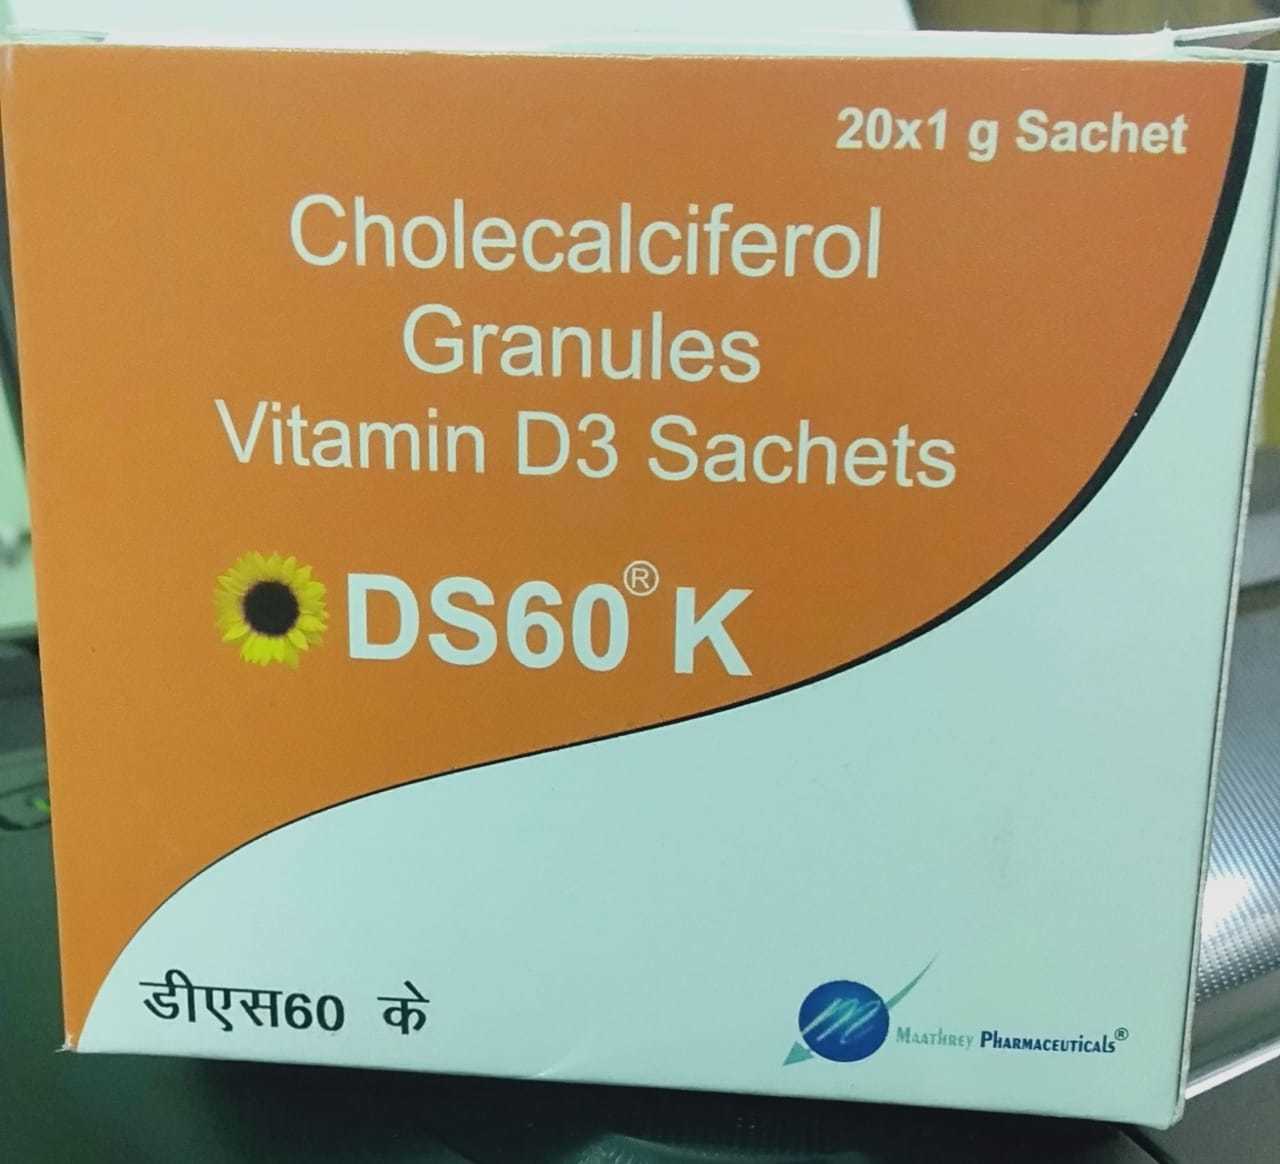 20x1 g Sachet
Cholecalciferol
Granules
Vitamin D3 Sachets
DS60® K
डीएस60 के
m
MAATHREY PHARMACEUTICALS®